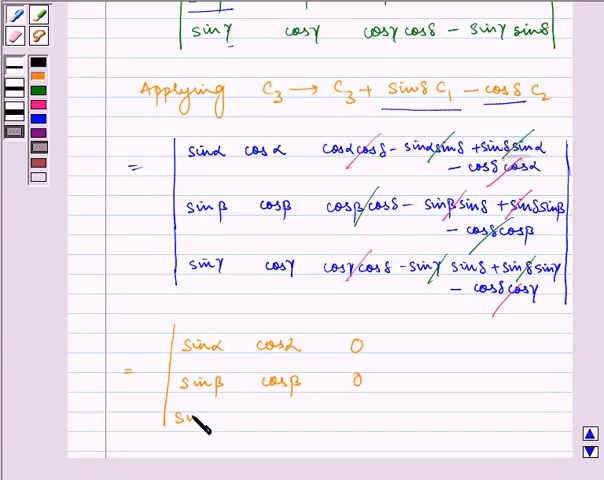 sinγ cosγ cosγ cosδ - sinγ sinδ
Applying C₃ → C₃ + sinδ C₁ - cosδ C₂
= | sinα cosα cosα cosδ - sinα sinδ + sinδ sinα
- cosδ cosα
sinβ cosβ cosβ cosδ - sinβ sinδ + sinδ sinβ
- cosδ cosβ
sinγ cosγ cosγ cosδ - sinγ sinδ + sinδ sinγ
- cosδ cosγ |
= | sinα cosα 0
sinβ cosβ 0
si